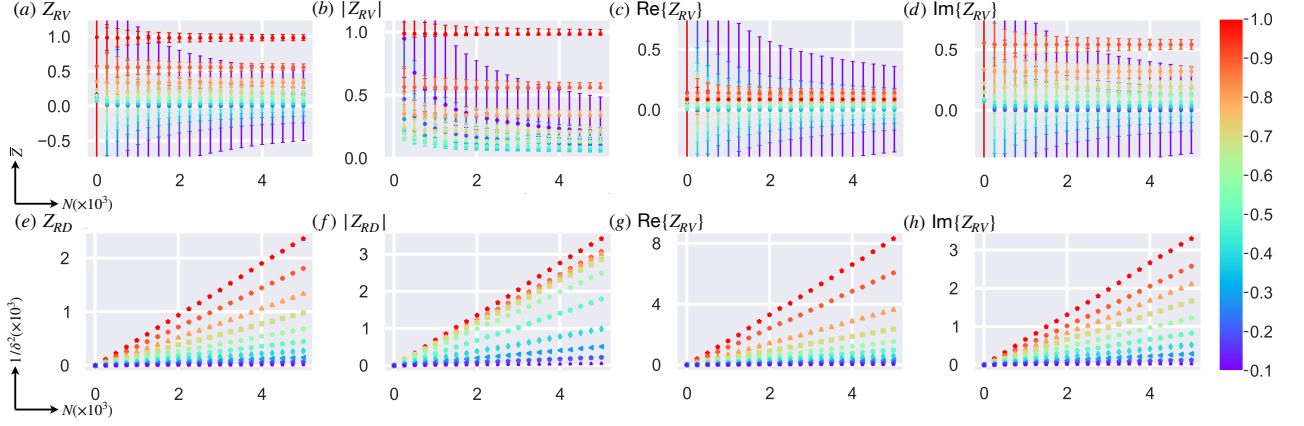 (a) Z_RV (b) |Z_RV| (c) Re{Z_RV} (d) Im{Z_RV}
1.0
0.5
0.0
−0.5
0 2 4
1.0
0.5
0.0
0 2 4
0.5
0.0
0 2 4
0.5
0.0
0 2 4
Z̅
N(×10³)
(e) Z_RD (f) |Z_RD| (g) Re{Z_RV} (h) Im{Z_RV}
2
1
0
0 2 4
3
2
1
0
0 2 4
8
4
0
0 2 4
3
2
1
0
0 2 4
1/δ²(×10³)
N(×10³)
1.0
0.9
0.8
0.7
0.6
0.5
0.4
0.3
0.2
0.1